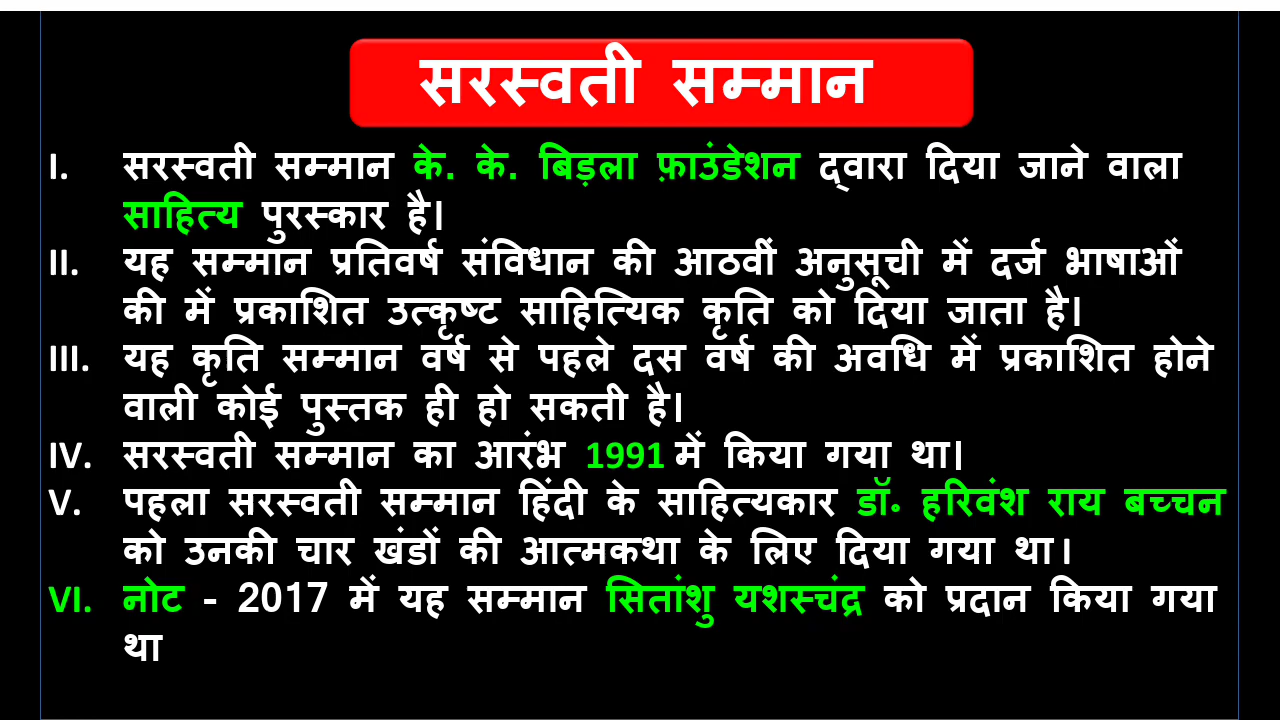 सरस्वती सम्मान
I. सरस्वती सम्मान के. के. बिड़ला फ़ाउंडेशन द्वारा दिया जाने वाला
साहित्य पुरस्कार है।
II. यह सम्मान प्रतिवर्ष संविधान की आठवीं अनुसूची में दर्ज भाषाओं
की में प्रकाशित उत्कृष्ट साहित्यिक कृति को दिया जाता है।
III. यह कृति सम्मान वर्ष से पहले दस वर्ष की अवधि में प्रकाशित होने
वाली कोई पुस्तक ही हो सकती है।
IV. सरस्वती सम्मान का आरंभ 1991 में किया गया था।
V. पहला सरस्वती सम्मान हिंदी के साहित्यकार डॉ॰ हरिवंश राय बच्चन
को उनकी चार खंडों की आत्मकथा के लिए दिया गया था।
VI. नोट - 2017 में यह सम्मान सितांशु यशस्चंद्र को प्रदान किया गया
था